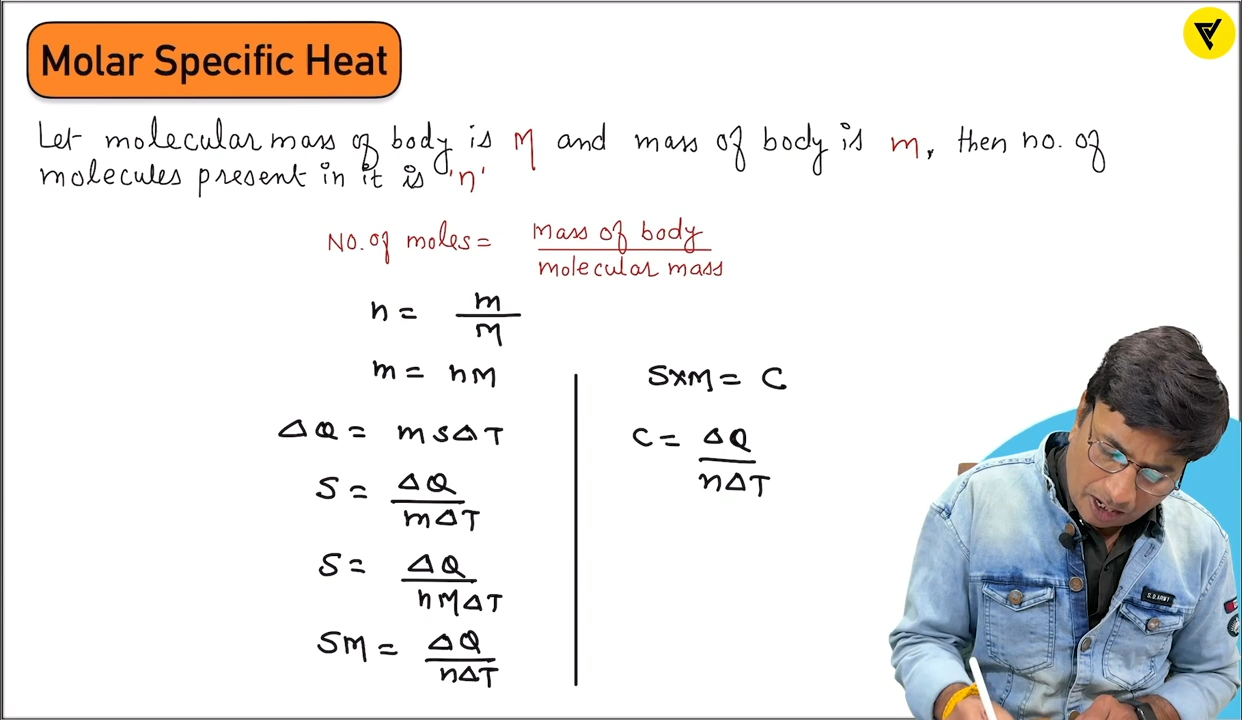 Molar Specific Heat
Let molecular mass of body is M and mass of body is m, then no. of
molecules present in it is 'n'
No. of moles = mass of body / molecular mass
n = m / M
m = nM
ΔQ = msΔT
S = ΔQ / mΔT
S = ΔQ / nMΔT
SM = ΔQ / nΔT
S×M = C
C = ΔQ / nΔT
S.D.ARMY